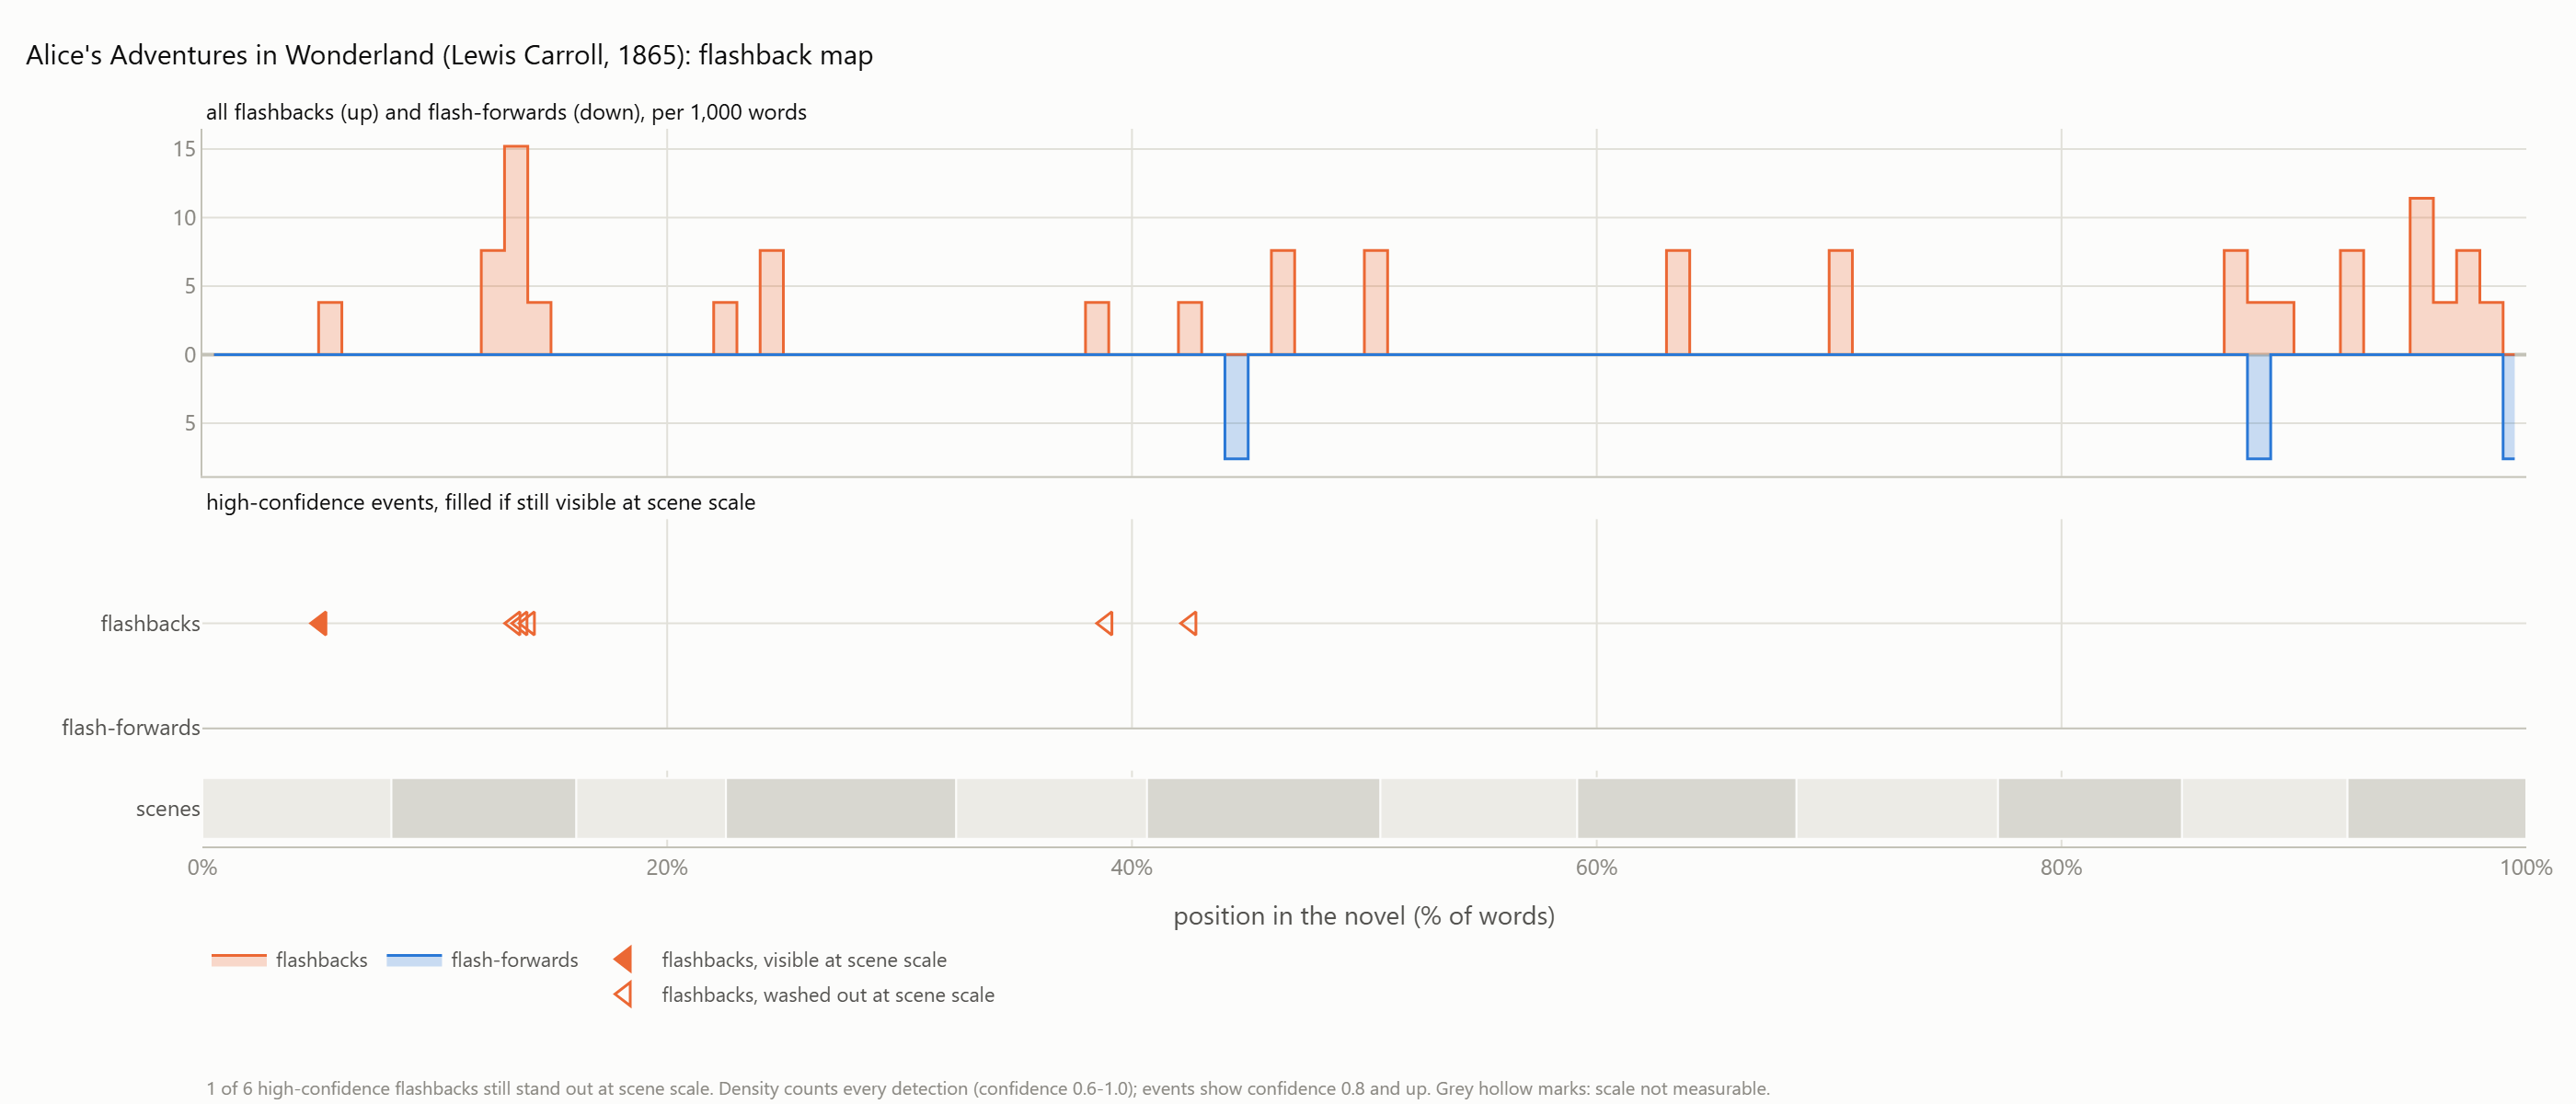 Alice's Adventures in Wonderland (Lewis Carroll, 1865): flashback map
all flashbacks (up) and flash-forwards (down), per 1,000 words
15
10
5
0
5
high-confidence events, filled if still visible at scene scale
flashbacks
flash-forwards
scenes
0% 20% 40% 60% 80% 100%
position in the novel (% of words)
flashbacks flash-forwards flashbacks, visible at scene scale
flashbacks, washed out at scene scale
1 of 6 high-confidence flashbacks still stand out at scene scale. Density counts every detection (confidence 0.6-1.0); events show confidence 0.8 and up. Grey hollow marks: scale not measurable.